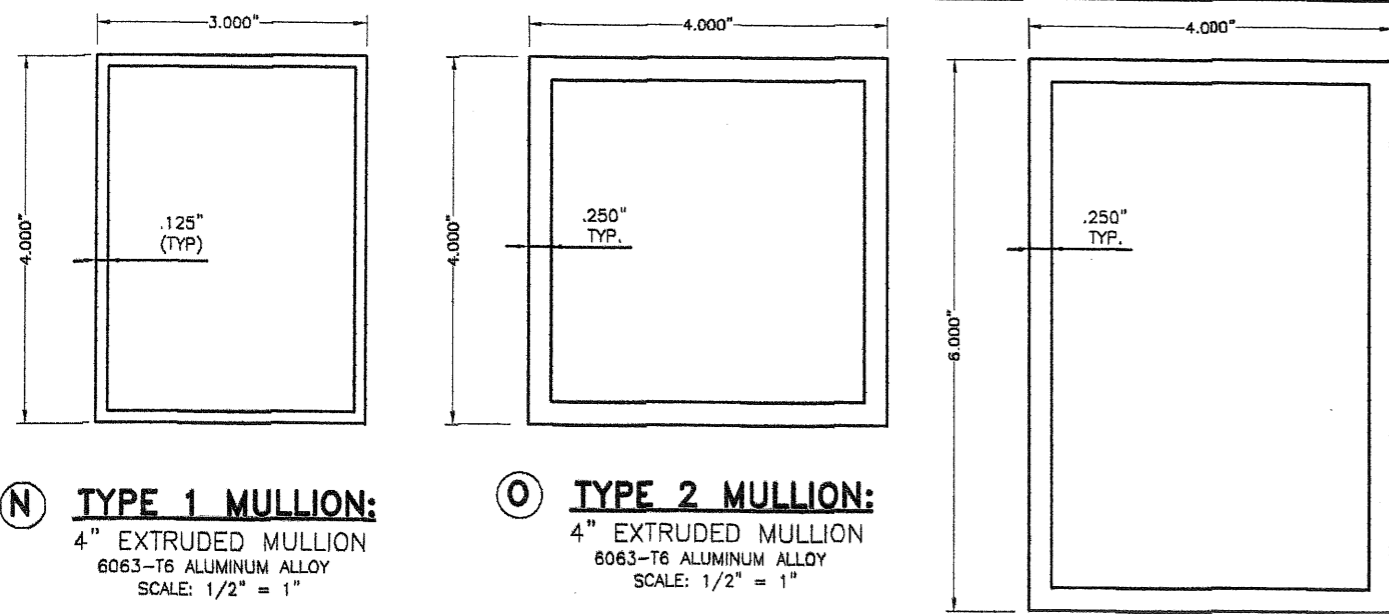 3.000"
4.000"
.125"
(TYP)
N TYPE 1 MULLION:
4" EXTRUDED MULLION
6063-T6 ALUMINUM ALLOY
SCALE: 1/2" = 1"
4.000"
4.000"
.250"
TYP.
O TYPE 2 MULLION:
4" EXTRUDED MULLION
6063-T6 ALUMINUM ALLOY
SCALE: 1/2" = 1"
4.000"
6.000"
.250"
TYP.